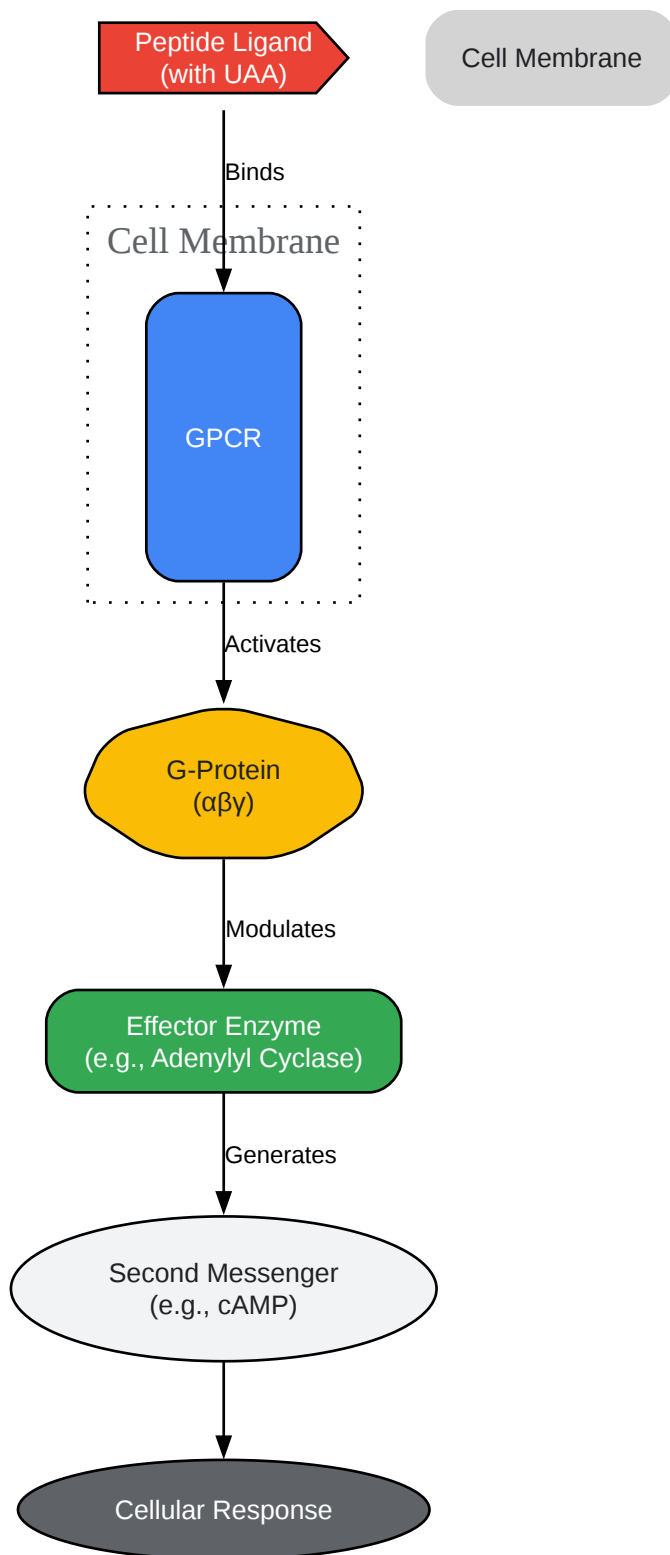 Peptide Ligand
(with UAA)
Cell Membrane
Binds
Cell Membrane
GPCR
Activates
G-Protein
(αβγ)
Modulates
Effector Enzyme
(e.g., Adenylyl Cyclase)
Generates
Second Messenger
(e.g., cAMP)
Cellular Response